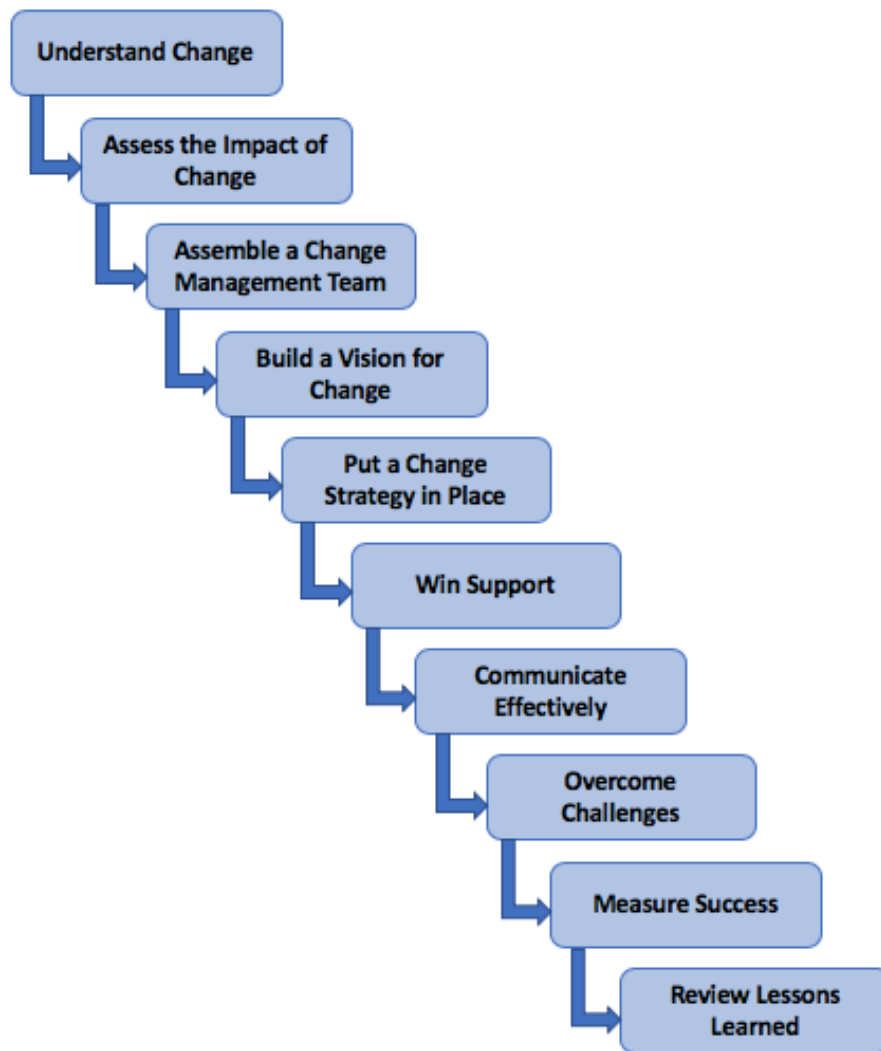 Understand Change
Assess the Impact of
Change
Assemble a Change
Management Team
Build a Vision for
Change
Put a Change
Strategy in Place
Win Support
Communicate
Effectively
Overcome
Challenges
Measure Success
Review Lessons
Learned